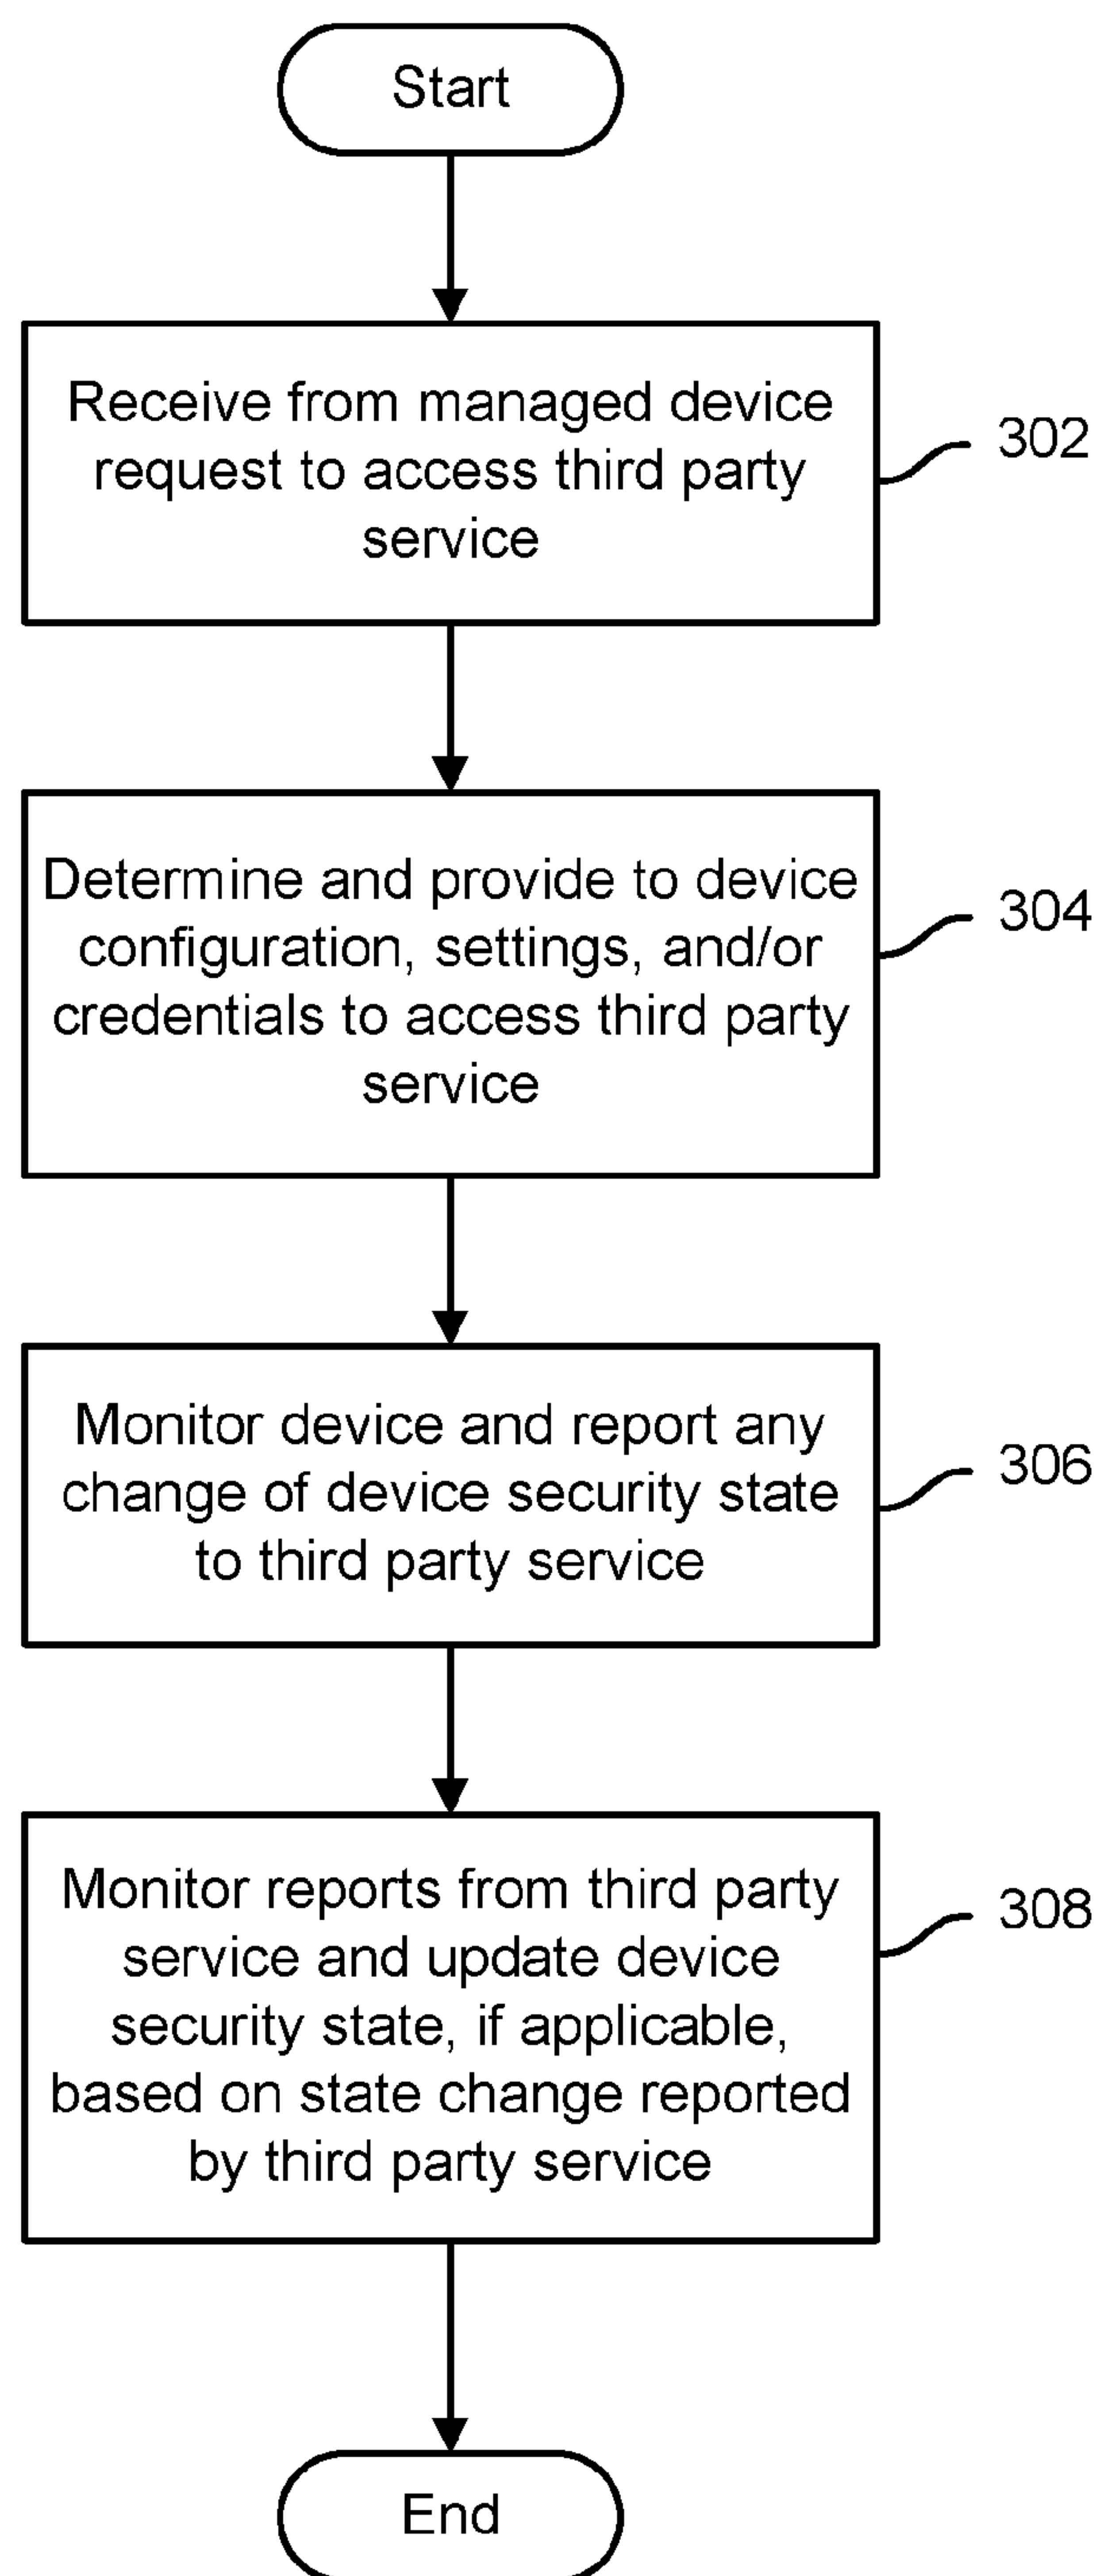 Start
Receive from managed device
request to access third party
service
302
Determine and provide to device
configuration, settings, and/or
credentials to access third party
service
304
Monitor device and report any
change of device security state
to third party service
306
Monitor reports from third party
service and update device
security state, if applicable,
based on state change reported
by third party service
308
End